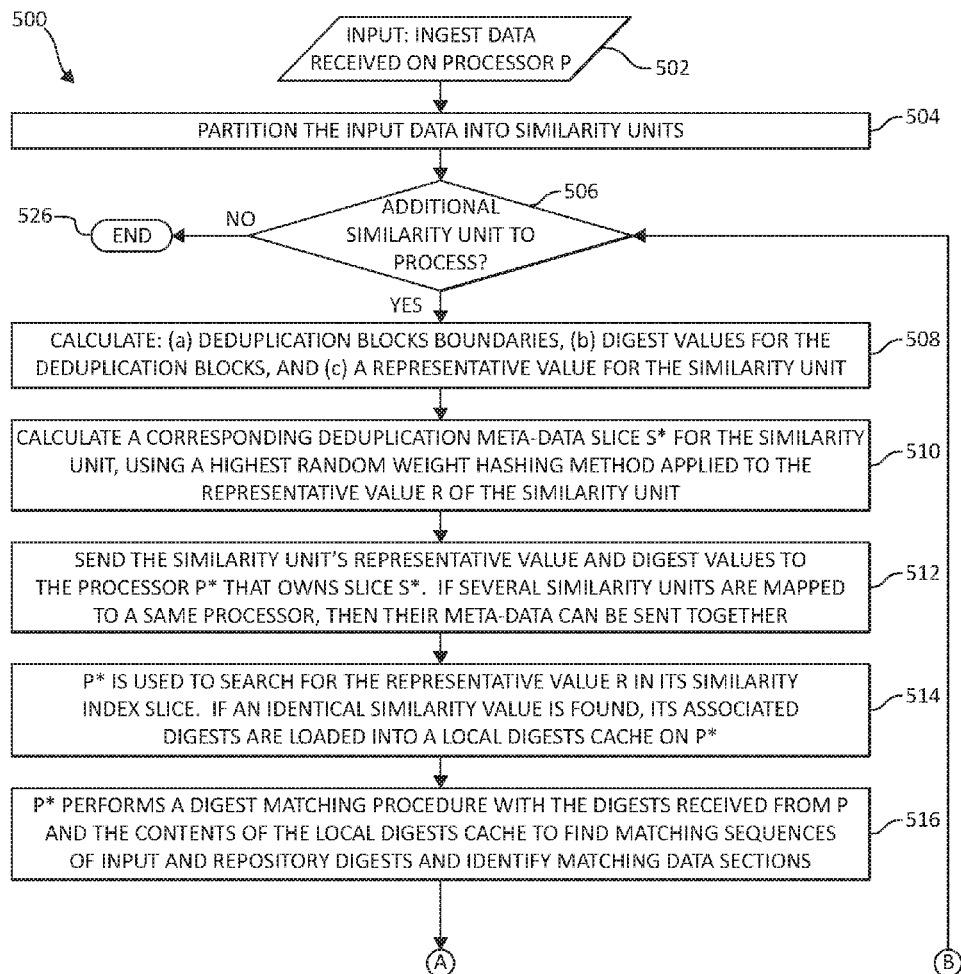 500
INPUT: INGEST DATA
RECEIVED ON PROCESSOR P
502
PARTITION THE INPUT DATA INTO SIMILARITY UNITS
504
506
526
END
NO
ADDITIONAL
SIMILARITY UNIT TO
PROCESS?
YES
CALCULATE: (a) DEDUPLICATION BLOCKS BOUNDARIES, (b) DIGEST VALUES FOR THE
DEDUPLICATION BLOCKS, AND (c) A REPRESENTATIVE VALUE FOR THE SIMILARITY UNIT
508
CALCULATE A CORRESPONDING DEDUPLICATION META-DATA SLICE S* FOR THE SIMILARITY
UNIT, USING A HIGHEST RANDOM WEIGHT HASHING METHOD APPLIED TO THE
REPRESENTATIVE VALUE R OF THE SIMILARITY UNIT
510
SEND THE SIMILARITY UNIT'S REPRESENTATIVE VALUE AND DIGEST VALUES TO
THE PROCESSOR P* THAT OWNS SLICE S*. IF SEVERAL SIMILARITY UNITS ARE MAPPED
TO A SAME PROCESSOR, THEN THEIR META-DATA CAN BE SENT TOGETHER
512
P* IS USED TO SEARCH FOR THE REPRESENTATIVE VALUE R IN ITS SIMILARITY
INDEX SLICE. IF AN IDENTICAL SIMILARITY VALUE IS FOUND, ITS ASSOCIATED
DIGESTS ARE LOADED INTO A LOCAL DIGESTS CACHE ON P*
514
P* PERFORMS A DIGEST MATCHING PROCEDURE WITH THE DIGESTS RECEIVED FROM P
AND THE CONTENTS OF THE LOCAL DIGESTS CACHE TO FIND MATCHING SEQUENCES
OF INPUT AND REPOSITORY DIGESTS AND IDENTIFY MATCHING DATA SECTIONS
516
A
B